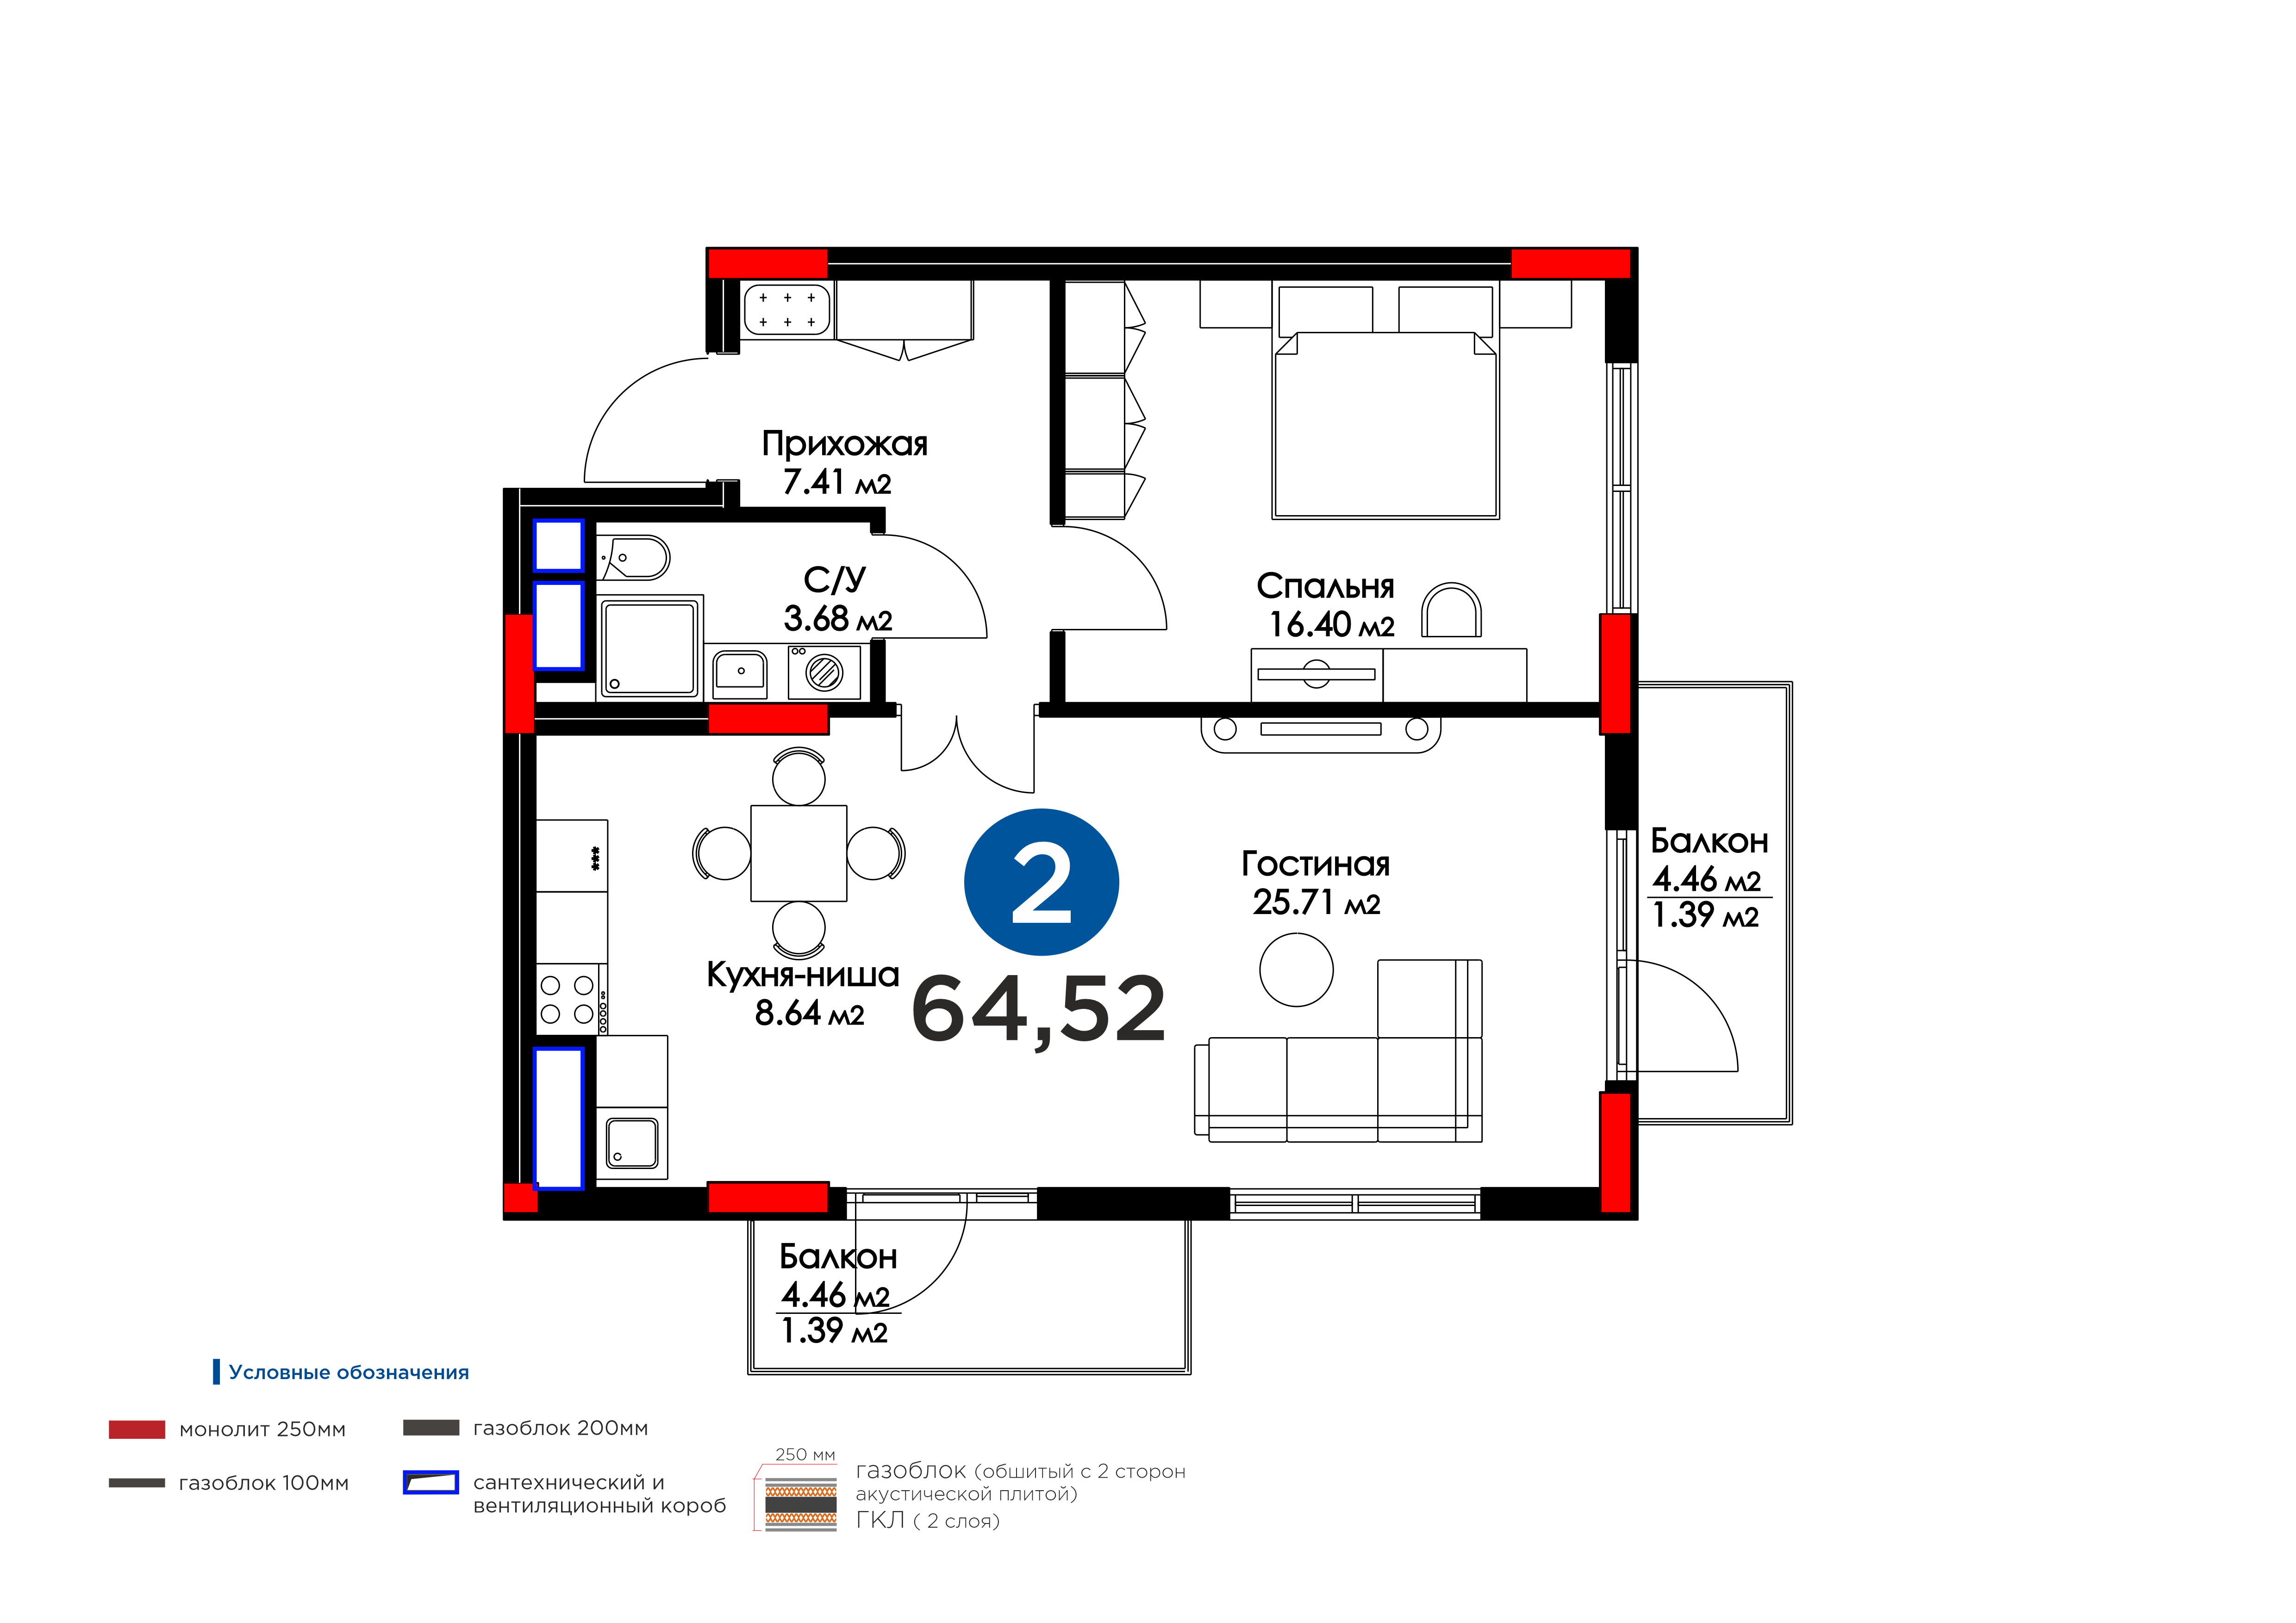 Прихожая
7.41 м2
С/У
3.68 м2
Спальня
16.40 м2
Балкон
4.46 м2
1.39 м2
2
Гостиная
25.71 м2
Кухня-ниша
8.64 м2
64,52
Балкон
4.46 м2
1.39 м2
Условные обозначения
монолит 250мм
газоблок 200мм
газоблок 100мм
сантехнический и
вентиляционный короб
250 мм
газоблок (обшитый с 2 сторон
акустической плитой)
ГКЛ ( 2 слоя)